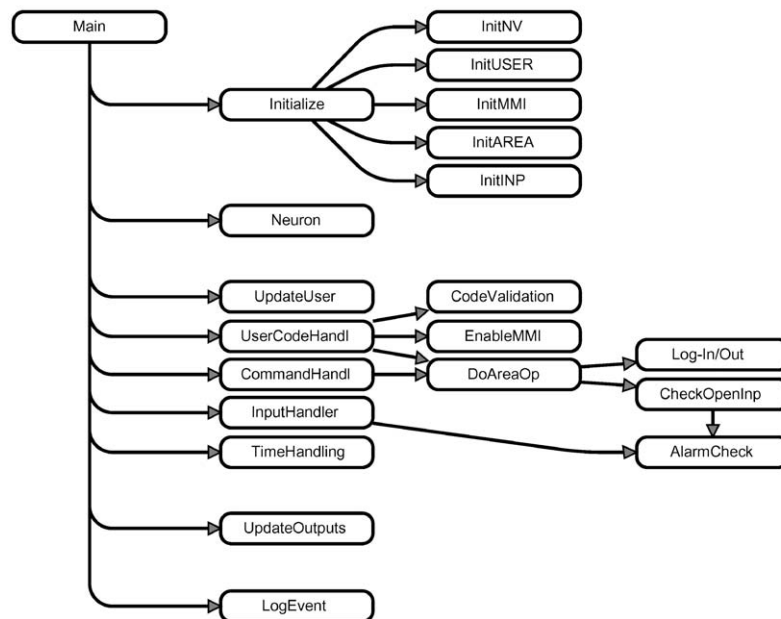 Main
InitNV
InitUSER
Initialize
InitMMI
InitAREA
InitINP
Neuron
UpdateUser
CodeValidation
UserCodeHandl
EnableMMI
Log-In/Out
CommandHandl
DoAreaOp
CheckOpenInp
InputHandler
TimeHandling
AlarmCheck
UpdateOutputs
LogEvent